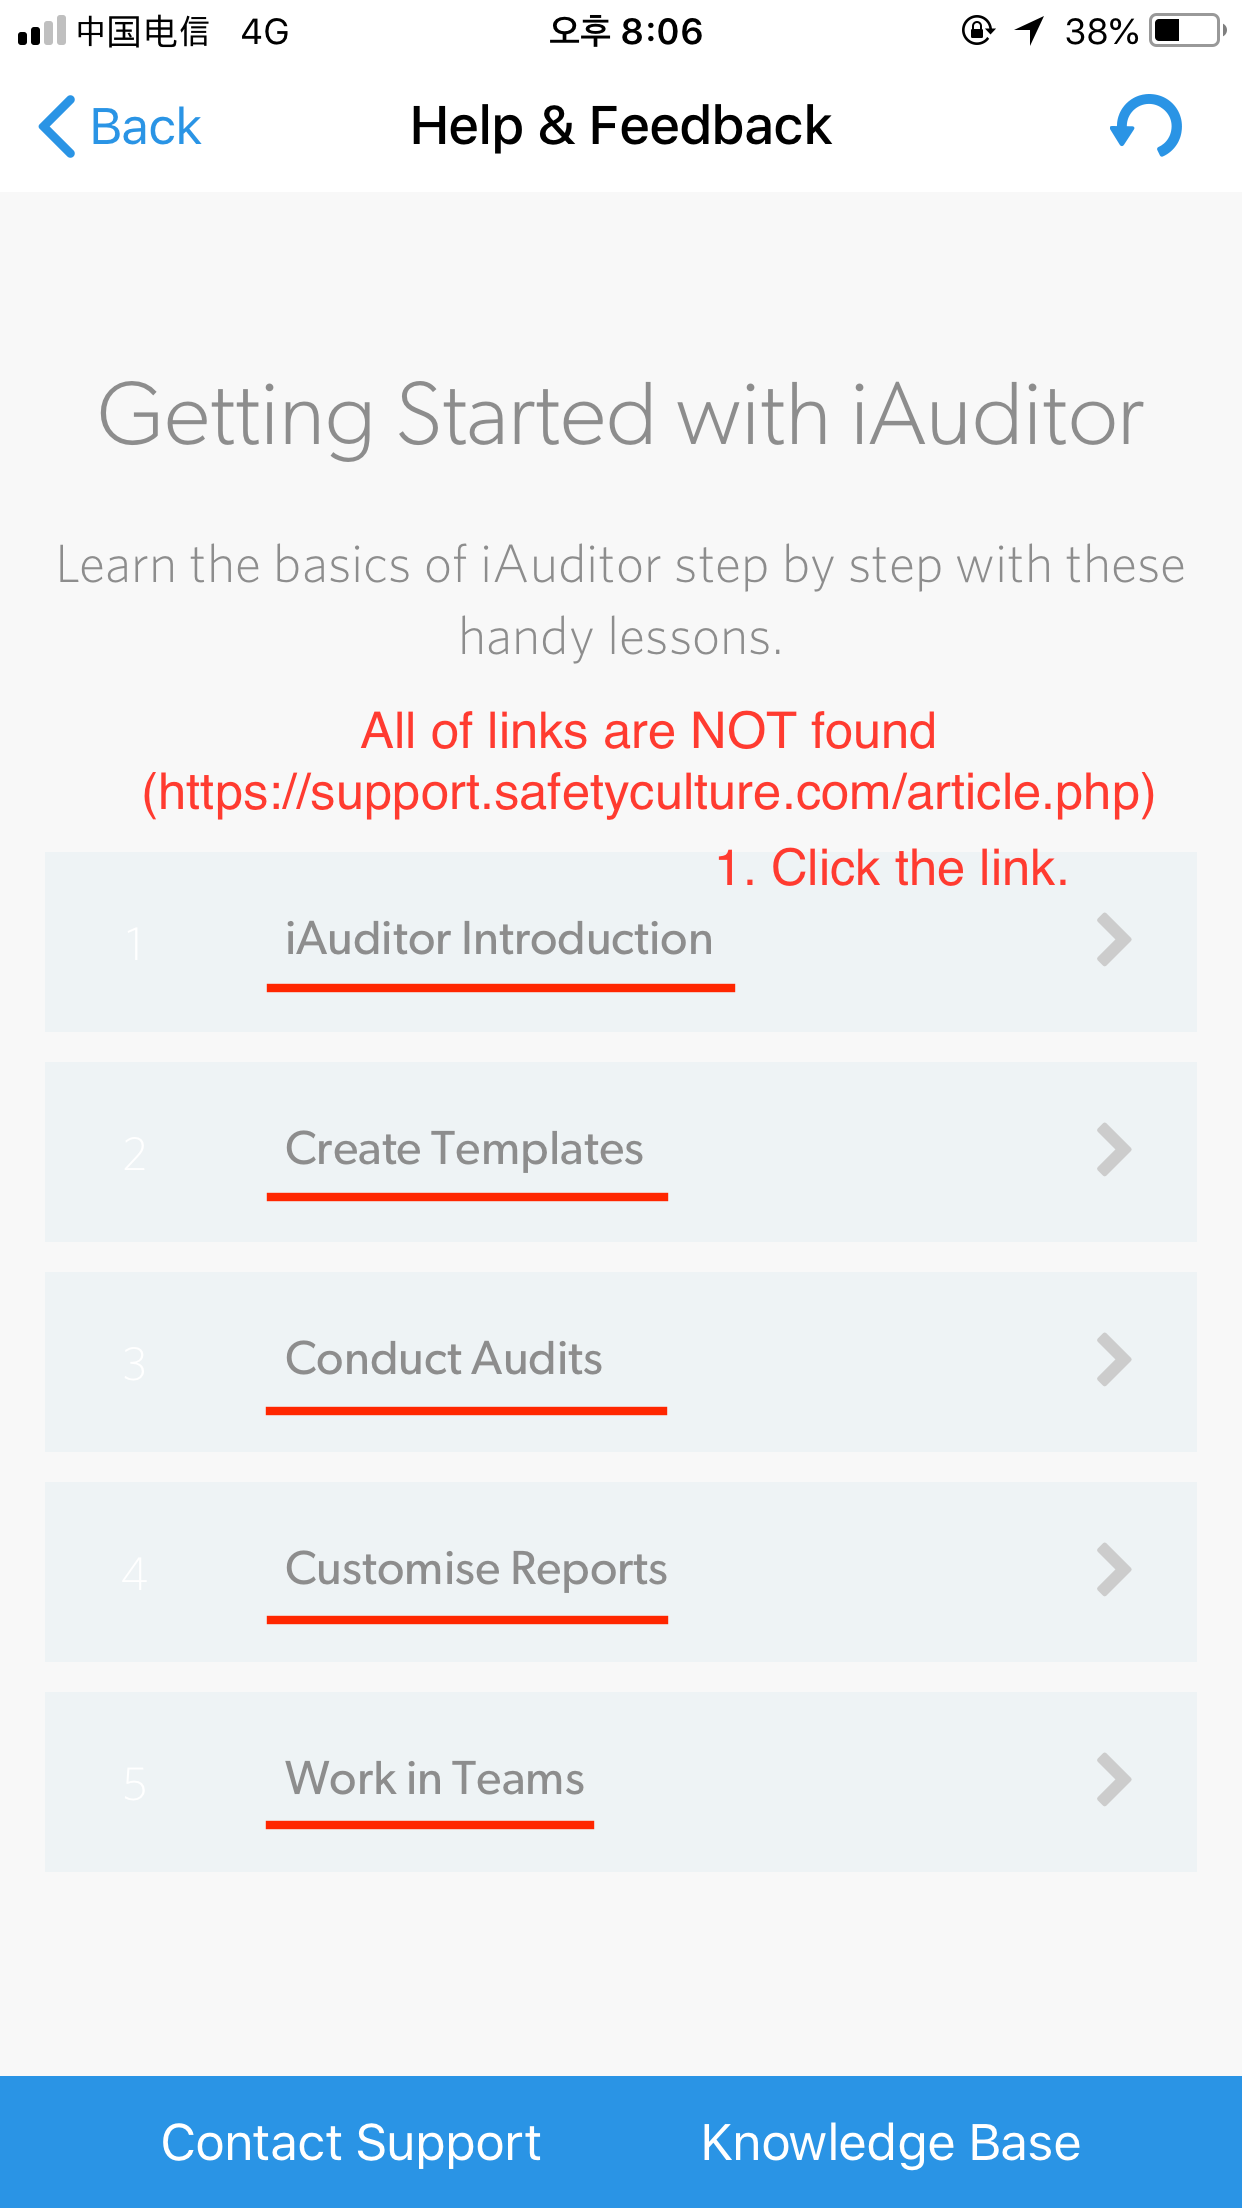 中国电信 4G 오후 8:06 38%
Back Help & Feedback
Getting Started with iAuditor
Learn the basics of iAuditor step by step with these
handy lessons.
All of links are NOT found
(https://support.safetyculture.com/article.php)
1. Click the link.
1 iAuditor Introduction
2 Create Templates
3 Conduct Audits
4 Customise Reports
5 Work in Teams
Contact Support Knowledge Base